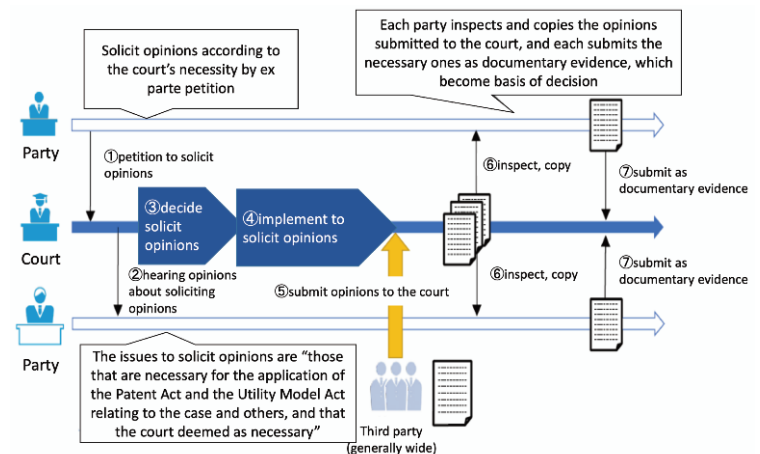 Solicit opinions according to
the court's necessity by ex
parte petition
Each party inspects and copies the opinions
submitted to the court, and each submits the
necessary ones as documentary evidence, which
become basis of decision
Party
①petition to solicit
opinions
⑥inspect, copy
⑦submit as
documentary evidence
③decide
solicit
opinions
④implement to
solicit opinions
Court
②hearing opinions
about soliciting
opinions
⑤submit opinions to the court
⑥inspect, copy
⑦submit as
documentary evidence
Party
The issues to solicit opinions are "those
that are necessary for the application of
the Patent Act and the Utility Model Act
relating to the case and others, and that
the court deemed as necessary"
Third party
(generally wide)